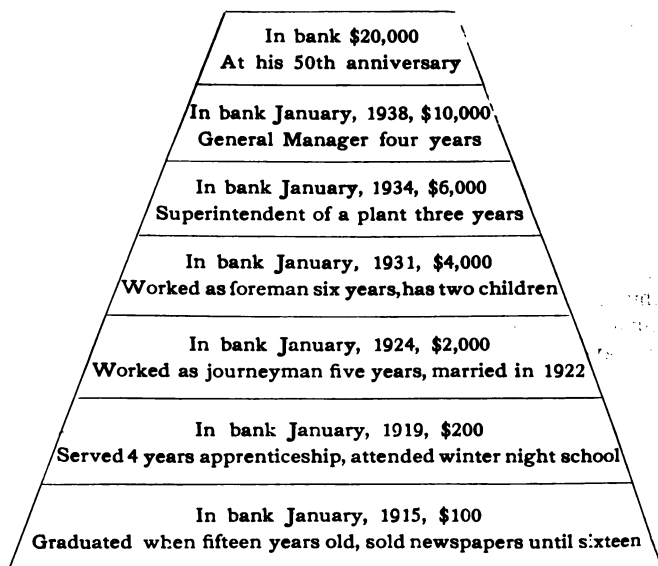 In bank $20,000
At his 50th anniversary
In bank January, 1938, $10,000
General Manager four years
In bank January, 1934, $6,000
Superintendent of a plant three years
In bank January, 1931, $4,000
Worked as foreman six years, has two children
In bank January, 1924, $2,000
Worked as journeyman five years, married in 1922
In bank January, 1919, $200
Served 4 years apprenticeship, attended winter night school
In bank January, 1915, $100
Graduated when fifteen years old, sold newspapers until sixteen